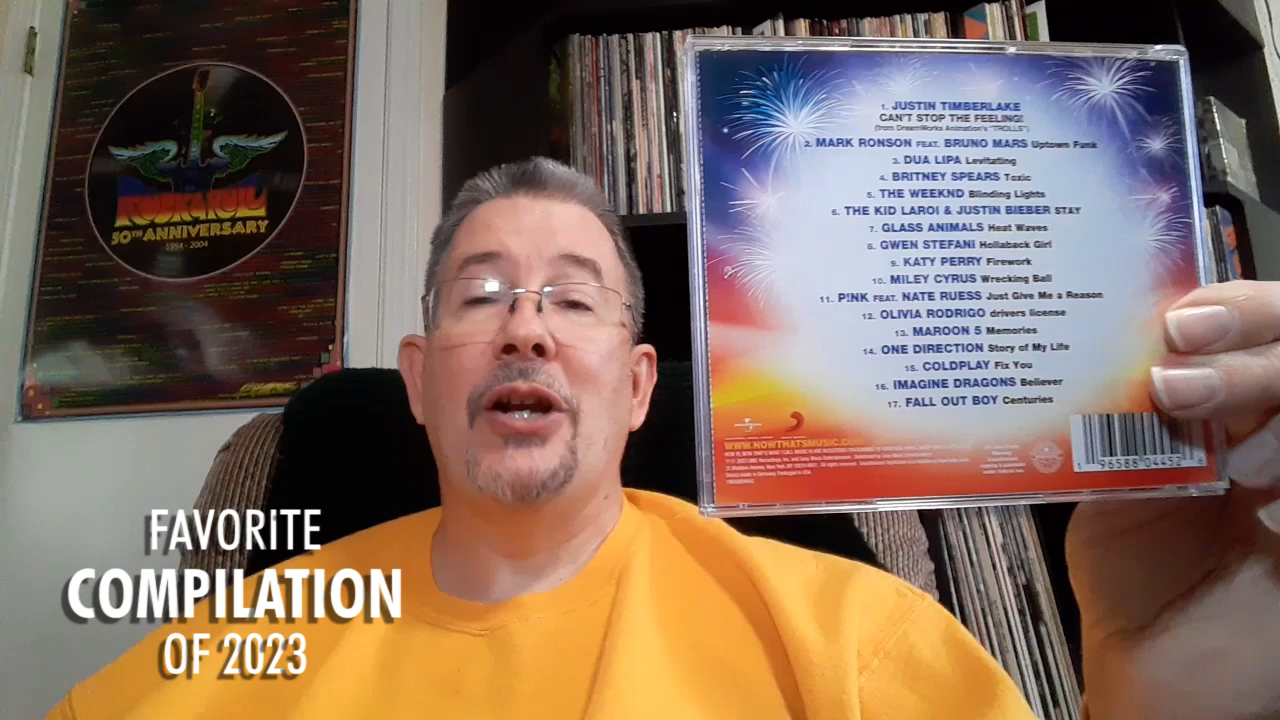 ROCK & ROLL
50TH ANNIVERSARY
1954 - 2004
1. JUSTIN TIMBERLAKE
CAN'T STOP THE FEELING!
(from DreamWorks Animation's "TROLLS")
2. MARK RONSON FEAT. BRUNO MARS Uptown Funk
3. DUA LIPA Levitating
4. BRITNEY SPEARS Toxic
5. THE WEEKND Blinding Lights
6. THE KID LAROI & JUSTIN BIEBER STAY
7. GLASS ANIMALS Heat Waves
8. GWEN STEFANI Hollaback Girl
9. KATY PERRY Firework
10. MILEY CYRUS Wrecking Ball
11. P!NK FEAT. NATE RUESS Just Give Me a Reason
12. OLIVIA RODRIGO drivers license
13. MAROON 5 Memories
14. ONE DIRECTION Story of My Life
15. COLDPLAY Fix You
16. IMAGINE DRAGONS Believer
17. FALL OUT BOY Centuries
WWW.NOWTHATSMUSIC.COM
1 96588 04452
FAVORITE
COMPILATION
OF 2023